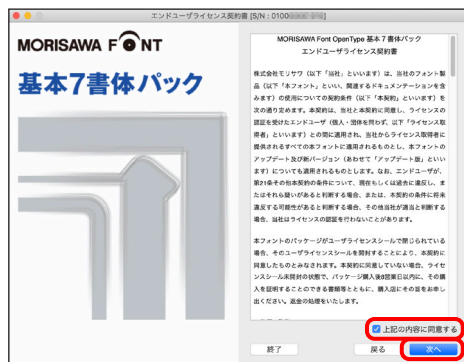 エンドユーザライセンス契約書 [S/N : 0100
MORISAWA FONT
基本7書体パック
MORISAWA Font OpenType 基本７書体パック
エンドユーザライセンス契約書
株式会社モリサワ（以下「当社」といいます）は、当社のフォント製
品（以下「本フォント」といい、関連するドキュメンテーションを含
みます）の使用についての契約条件（以下「本契約」といいます）を
次の通り定めます。本契約は、当社と本契約に同意し、ライセンスの
認証を受けたエンドユーザ（個人・団体を問わず、以下「ライセンス取
得者」といいます）との間に適用され、当社からライセンス取得者に
提供されるすべての本フォントに適用されるものとし、本フォントの
アップデート及び新バージョン（あわせて「アップデート版」といい
ます）についても適用されるものとします。なお、エンドユーザが、
第21条その他本契約の条件について、現在もしくは過去に違反し、ま
たはそれら疑いがあると判断する場合、または、本契約の条件に将来
違反する可能性があると判断する場合、その他当社が適当と判断する
場合、当社はライセンスの認証を行わないことがあります。
本フォントのパッケージがユーザライセンスシールで閉じられている
場合、そのユーザライセンスシールを開封することにより、本契約に
同意したものとみなされます。本契約に同意していない場合、ライセ
ンスシール未開封の状態で、パッケージ購入後8営業日以内に、その購
入を証明することのできる書類等とともに、購入店にその旨をお申し
出ください。返金の処理をいたします。
上記の内容に同意する
終了
戻る
次へ